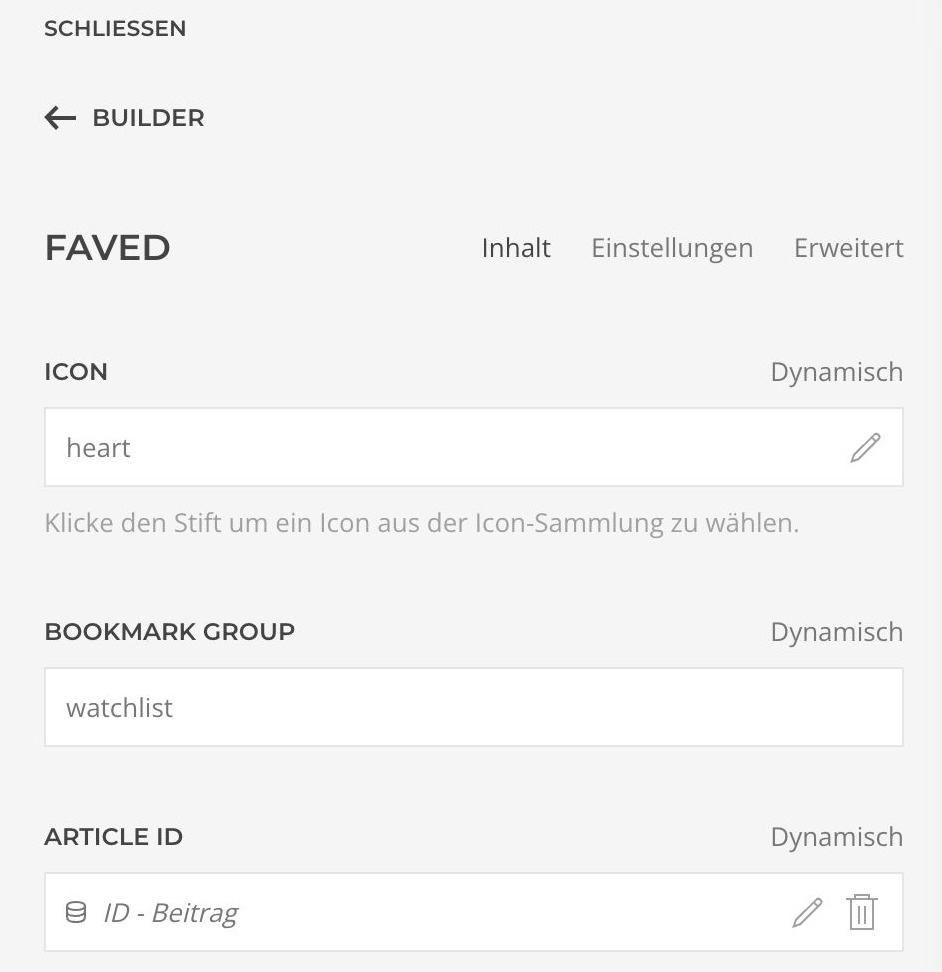 SCHLIESSEN
BUILDER
FAVED Inhalt Einstellungen Erweitert
ICON Dynamisch
heart
Klicke den Stift um ein Icon aus der Icon-Sammlung zu wählen.
BOOKMARK GROUP Dynamisch
watchlist
ARTICLE ID Dynamisch
ID - Beitrag